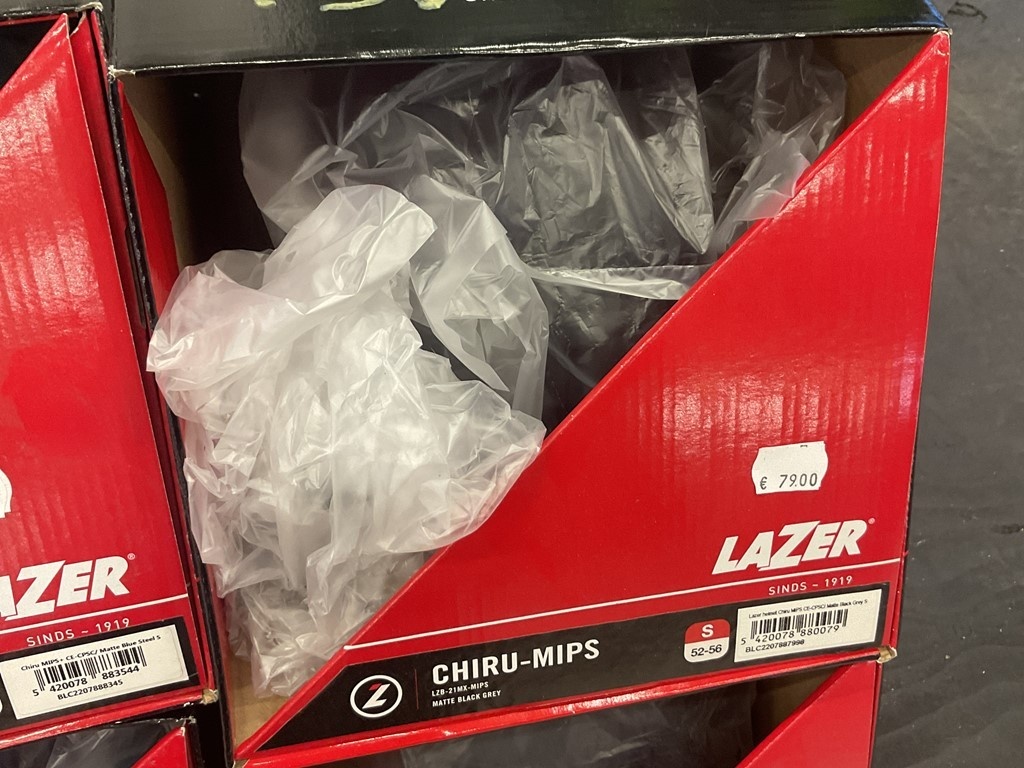 € 79.00
LAZER®
SINDS ~ 1919
Lazer helmet Chiru MIPS CE-CPSC/ Matte Black Grey S
5 420078 880079
BLC2207887998
S
52-56
CHIRU-MIPS
LZB-21MX-MIPS
MATTE BLACK GREY
AZER®
SINDS ~ 1919
Chiru MIPS+ CE-CPSC/ Matte Blue Steel S
5 420078 883544
BLC2207888345